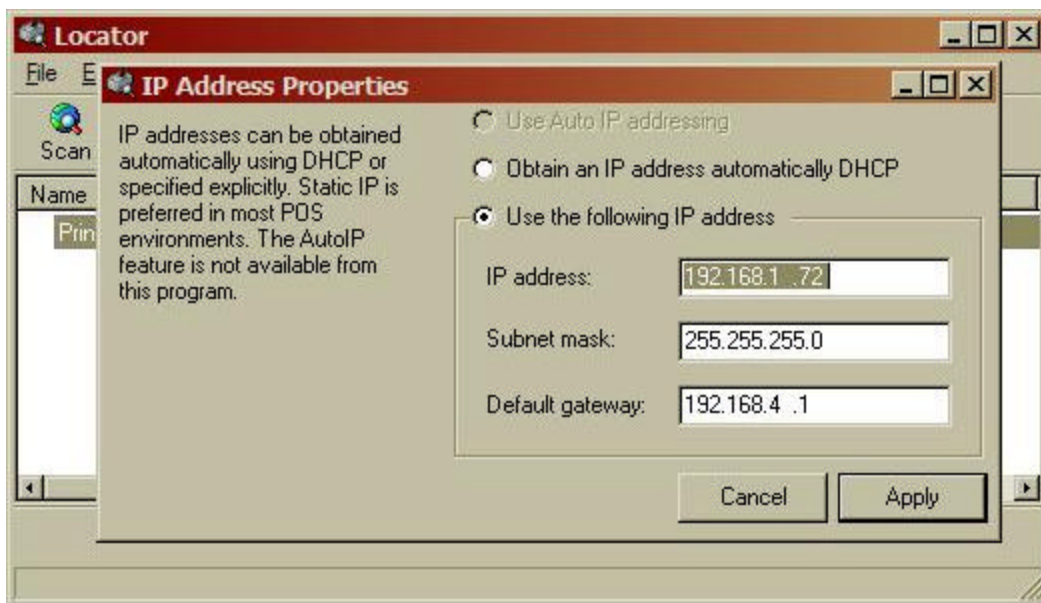 Locator
File E
IP Address Properties
Scan
Name
Prin
IP addresses can be obtained
automatically using DHCP or
specified explicitly. Static IP is
preferred in most POS
environments. The AutoIP
feature is not available from
this program.
Use Auto IP addressing
Obtain an IP address automatically DHCP
Use the following IP address
IP address: 192.168.1 .72
Subnet mask: 255.255.255.0
Default gateway: 192.168.4 .1
Cancel Apply